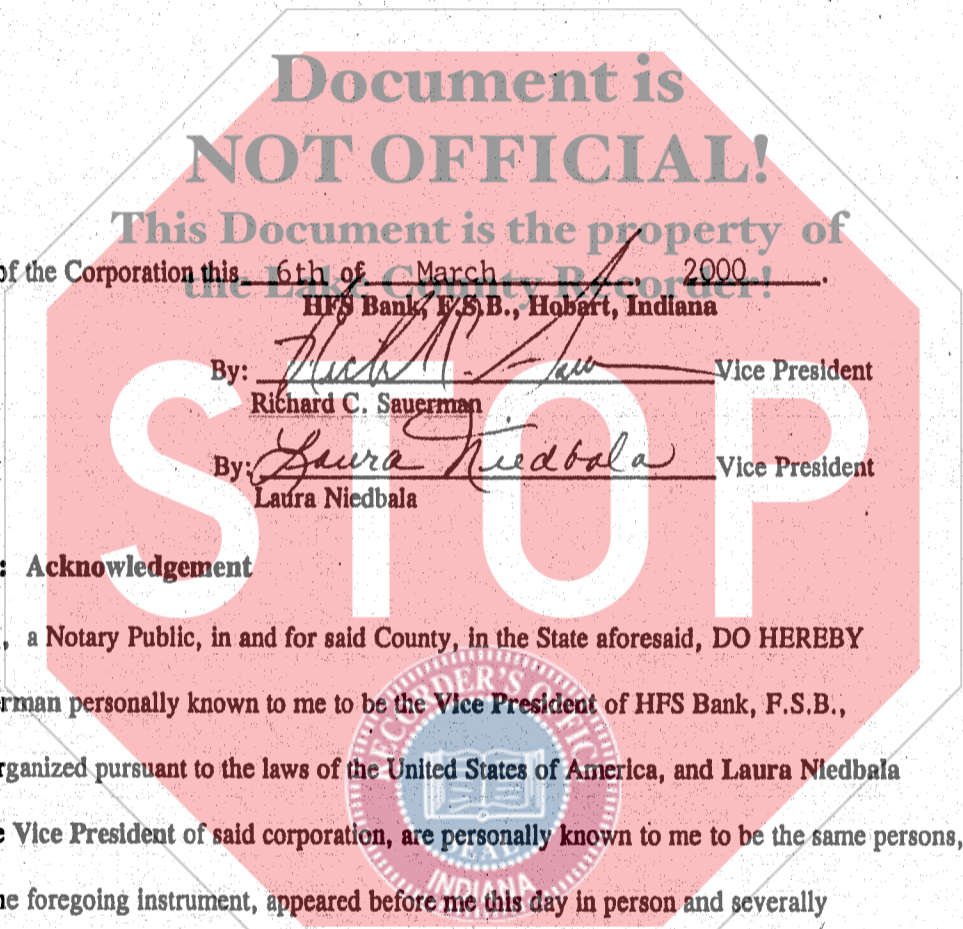 Document is
NOT OFFICIAL!
This Document is the property of
the Lake County Recorder!
of the Corporation this 6th of March, 2000.
HFS Bank, F.S.B., Hobart, Indiana
By: Vice President
Richard C. Sauerman
By: Laura Niedbala Vice President
Laura Niedbala
STOP
: Acknowledgement
, a Notary Public, in and for said County, in the State aforesaid, DO HEREBY
rman personally known to me to be the Vice President of HFS Bank, F.S.B.,
rganized pursuant to the laws of the United States of America, and Laura Niedbala
e Vice President of said corporation, are personally known to me to be the same persons,
ne foregoing instrument, appeared before me this day in person and severally
RECORDER'S OFFICE
SEAL
INDIANA